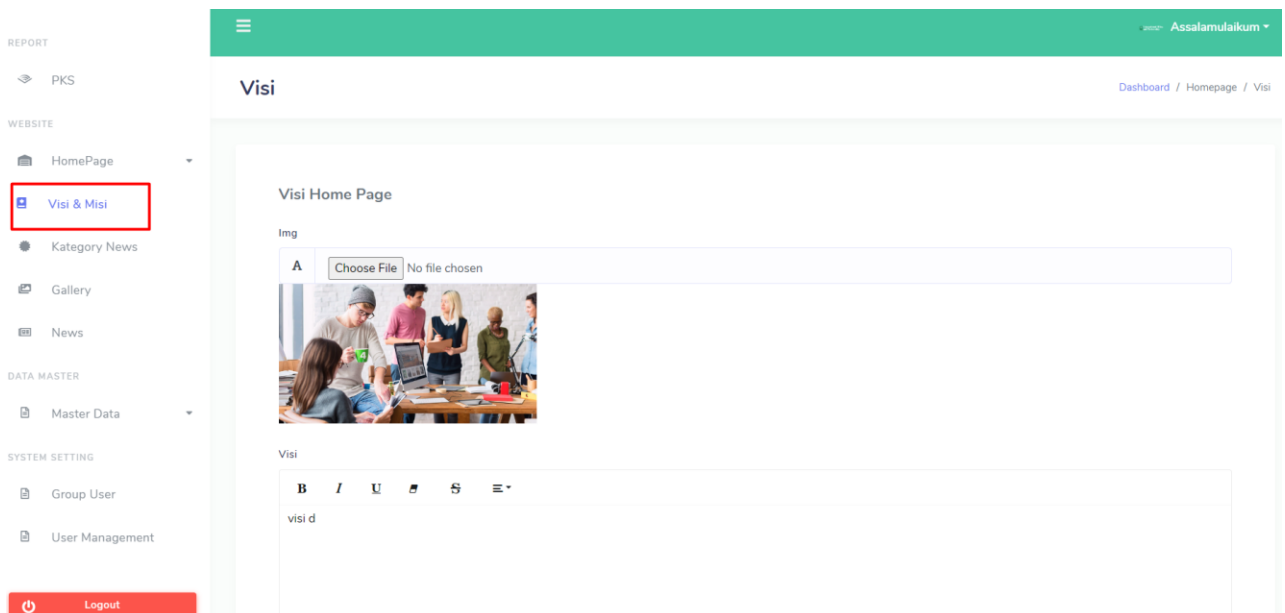 Assalamulaikum
REPORT
PKS
WEBSITE
HomePage
Visi & Misi
Kategory News
Gallery
News
DATA MASTER
Master Data
SYSTEM SETTING
Group User
User Management
Logout
Visi
Dashboard / Homepage / Visi
Visi Home Page
Img
A Choose File No file chosen
Visi
B I U S
visi d